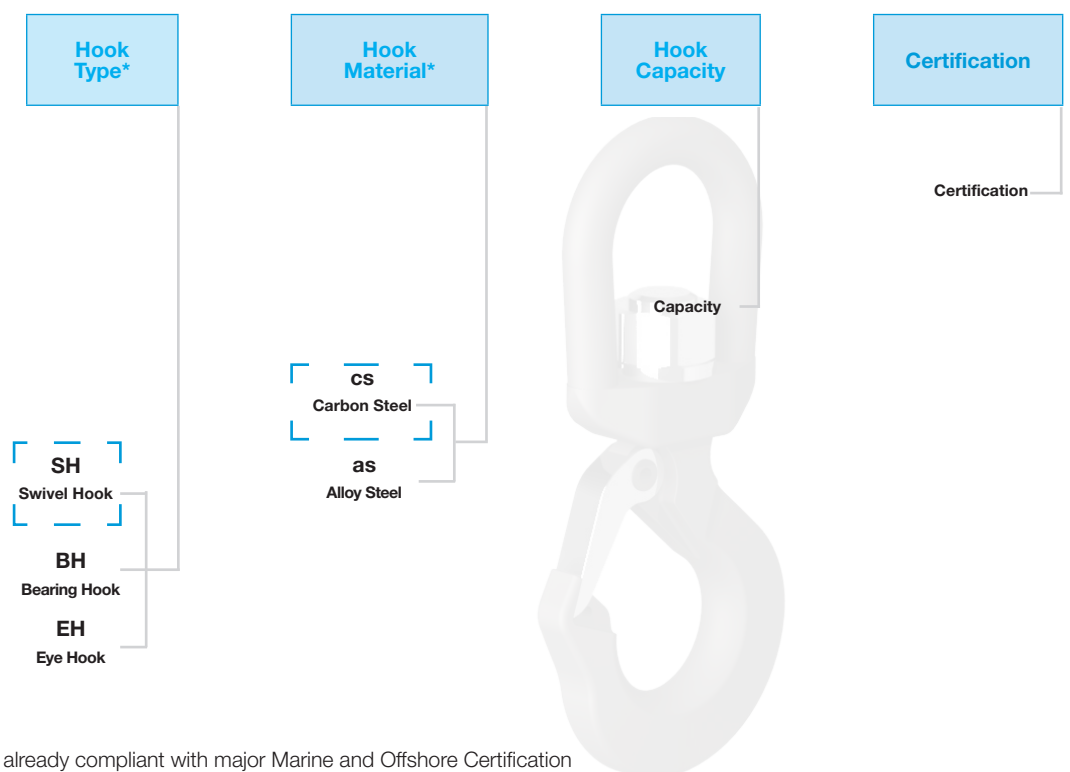 Hook
Type*
Hook
Material*
Hook
Capacity
Certification
Certification
Capacity
cs
Carbon Steel
as
Alloy Steel
SH
Swivel Hook
BH
Bearing Hook
EH
Eye Hook
already compliant with major Marine and Offshore Certification